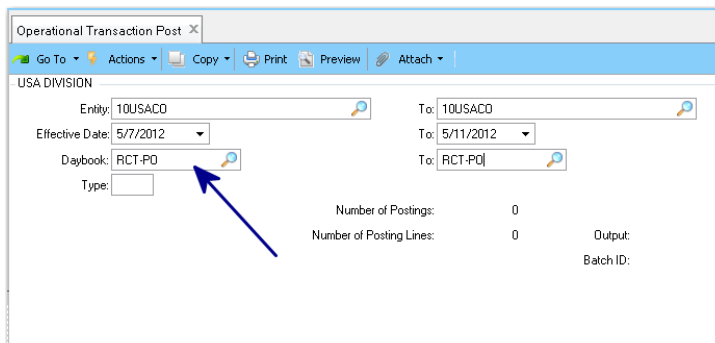 Operational Transaction Post
Go To Actions Copy Print Preview Attach
USA DIVISION
Entity: 10USACO To: 10USACO
Effective Date: 5/7/2012 To: 5/11/2012
Daybook: RCT-PO To: RCT-PO
Type:
Number of Postings: 0
Number of Posting Lines: 0 Output:
Batch ID: